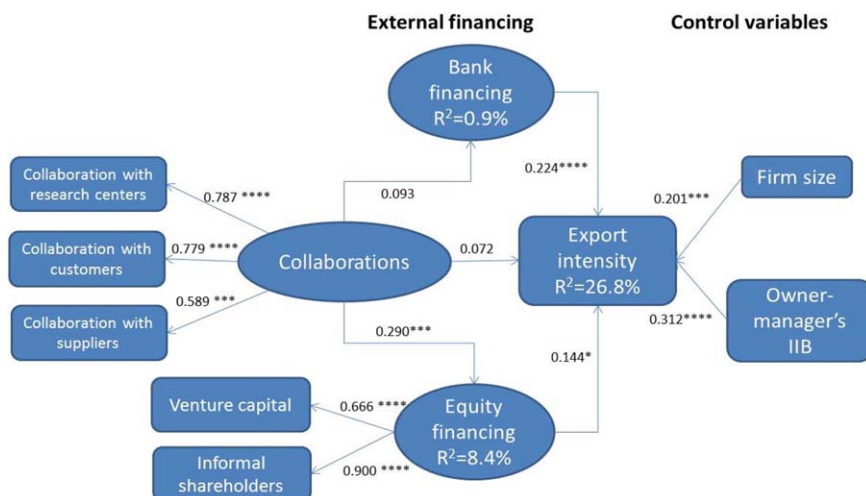 External financing
Control variables
Bank
financing
R²=0.9%
Collaboration with
research centers
0.787 ****
0.093
0.224****
Firm size
0.201***
Collaboration with
customers
0.779 ****
Collaborations
0.072
Export
intensity
R²=26.8%
Collaboration with
suppliers
0.589 ***
0.290***
0.144*
0.312****
Owner-
manager's
IIB
Venture capital
0.666 ****
Equity
financing
R²=8.4%
Informal
shareholders
0.900 ****